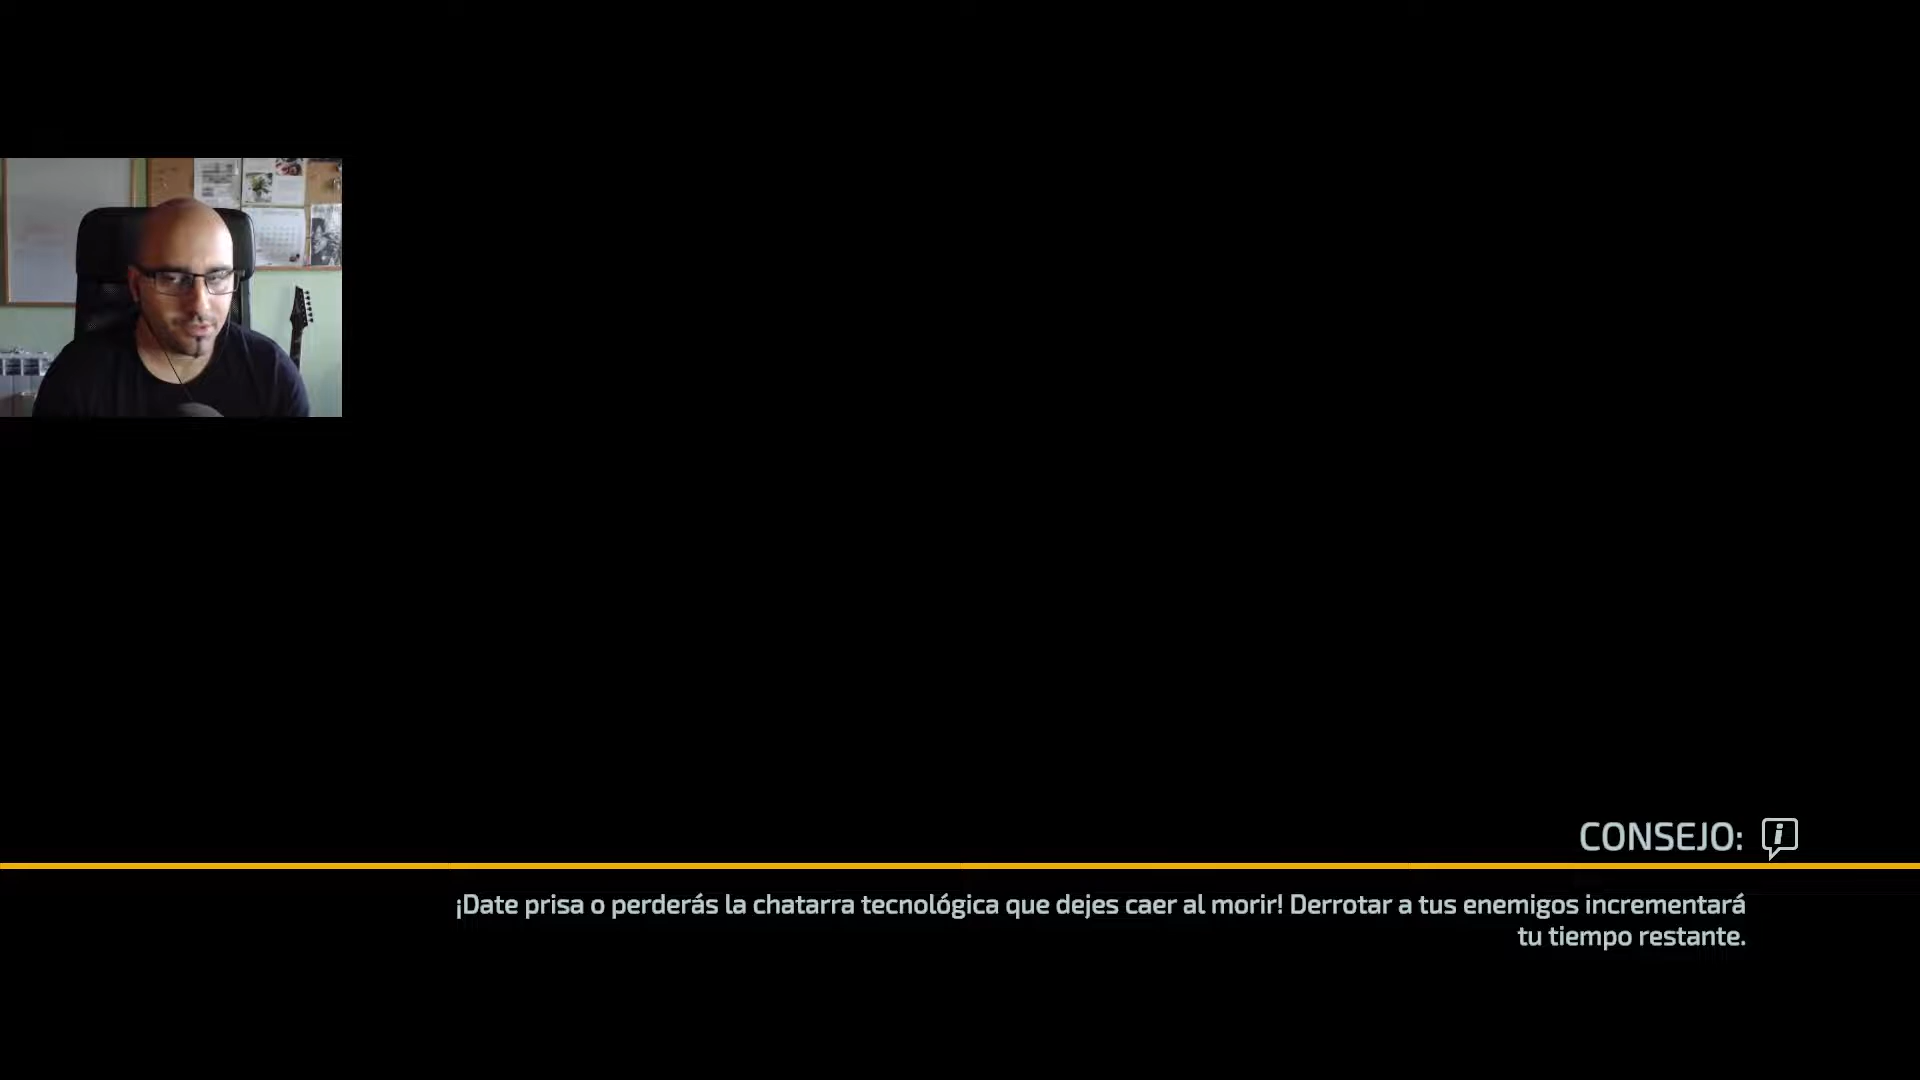 CONSEJO:
¡Date prisa o perderás la chatarra tecnológica que dejes caer al morir! Derrotar a tus enemigos incrementará
tu tiempo restante.